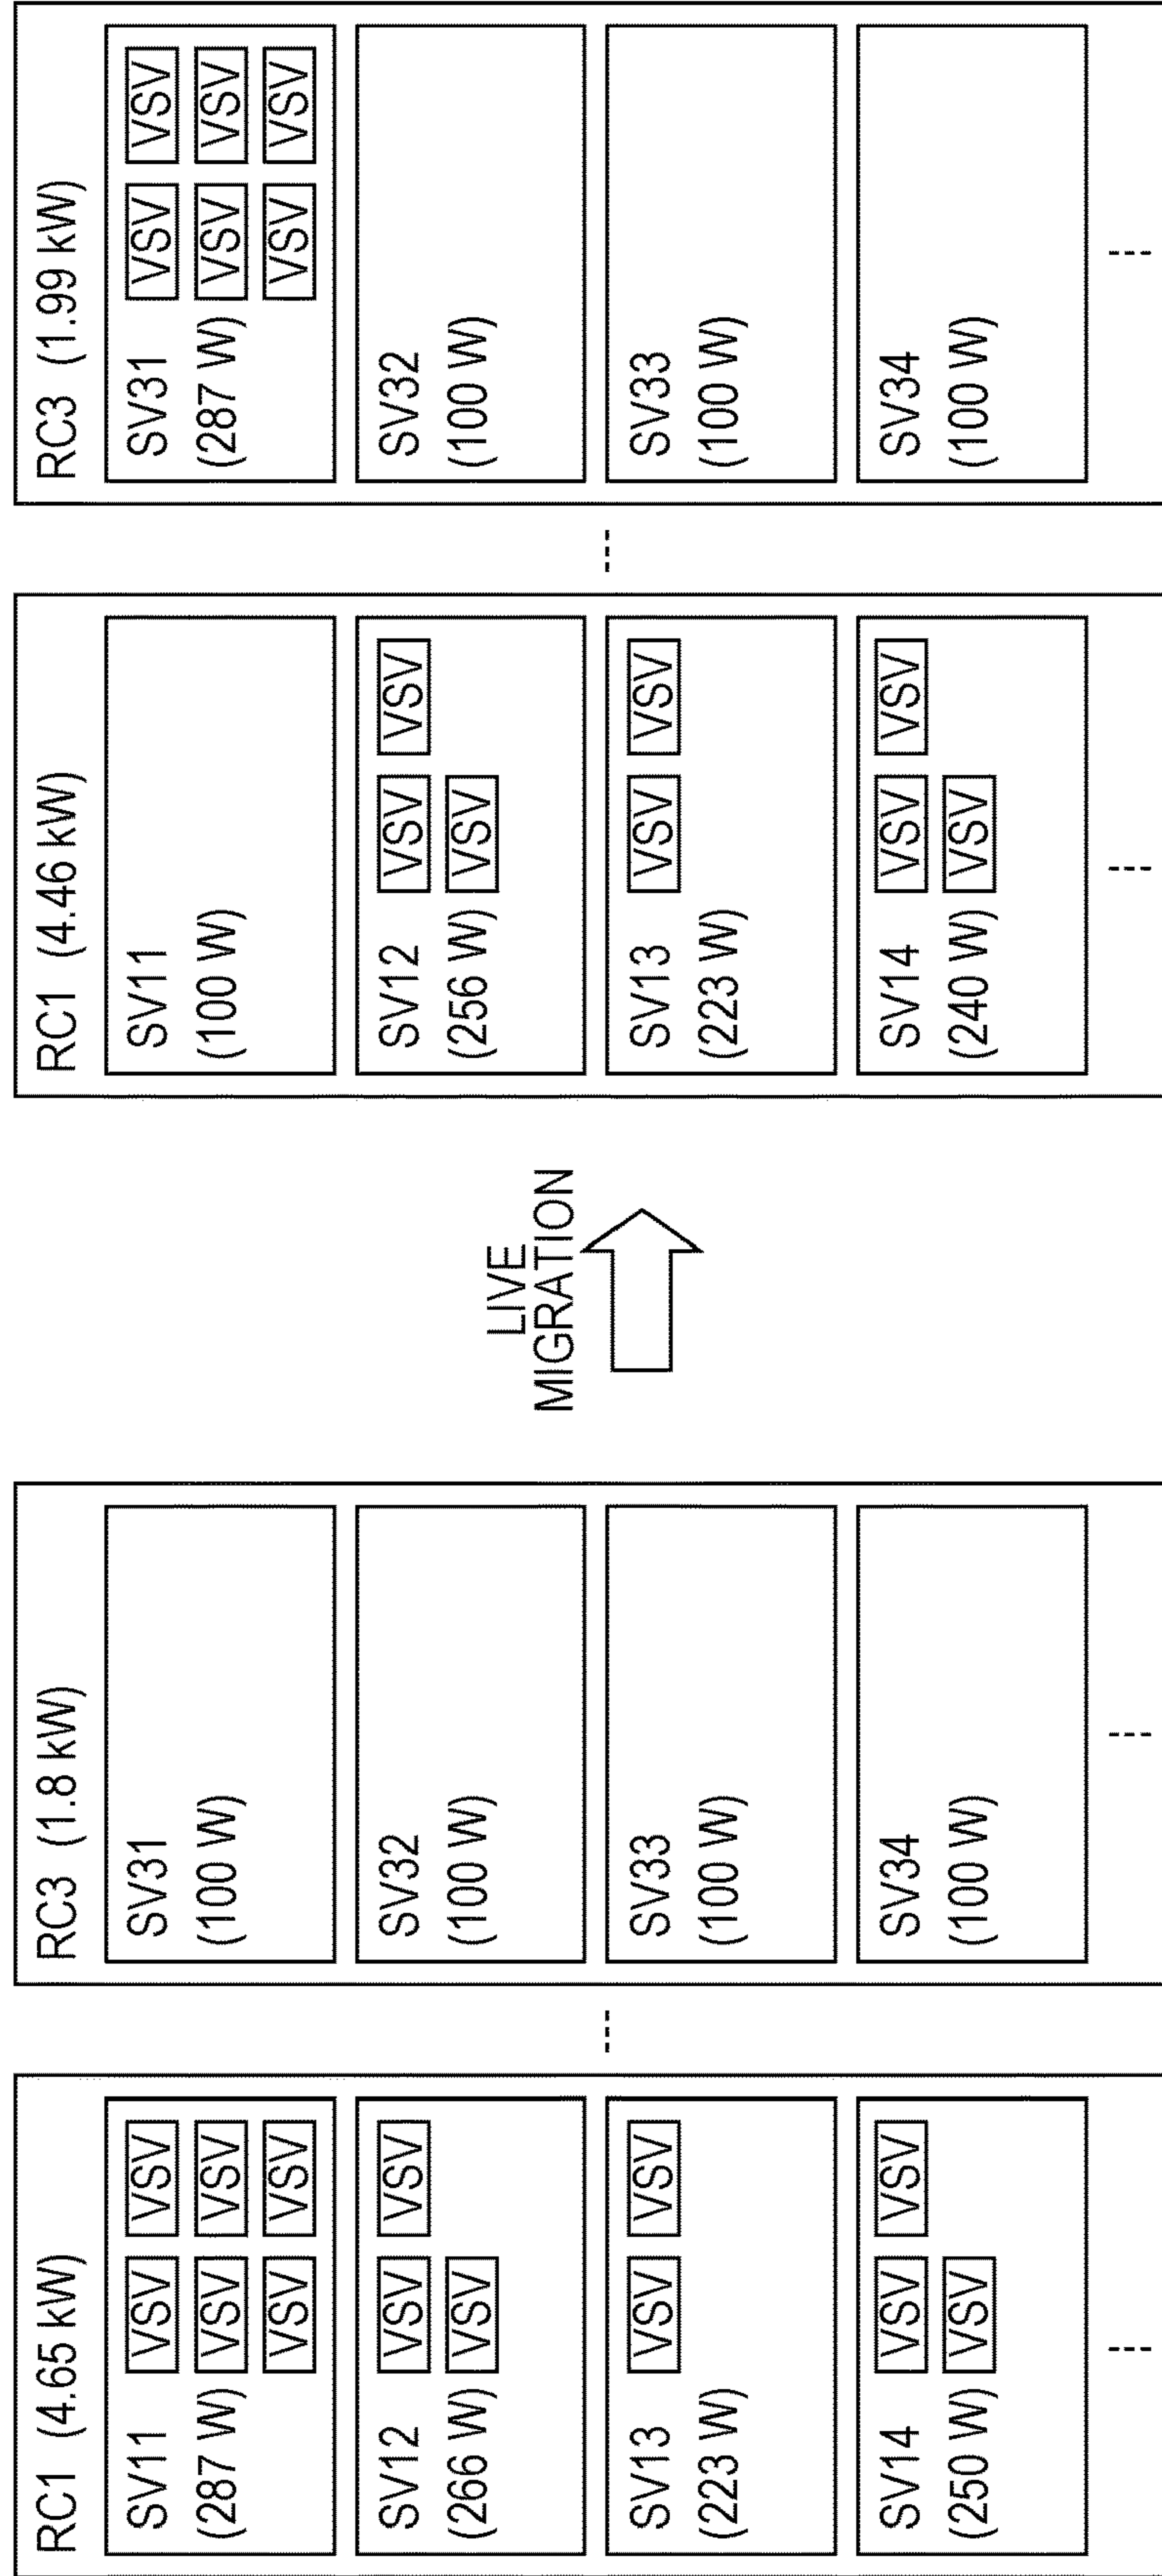 RC1 (4.65 kW)
SV11
(287 W)
VSV VSV
VSV VSV
VSV VSV
SV12
(266 W)
VSV VSV
VSV
SV13
(223 W)
VSV VSV
SV14
(250 W)
VSV VSV
VSV
RC3 (1.8 kW)
SV31
(100 W)
SV32
(100 W)
SV33
(100 W)
SV34
(100 W)
LIVE
MIGRATION
RC1 (4.46 kW)
SV11
(100 W)
SV12
(256 W)
VSV VSV
VSV
SV13
(223 W)
VSV VSV
SV14
(240 W)
VSV VSV
VSV
RC3 (1.99 kW)
SV31
(287 W)
VSV VSV
VSV VSV
VSV VSV
SV32
(100 W)
SV33
(100 W)
SV34
(100 W)